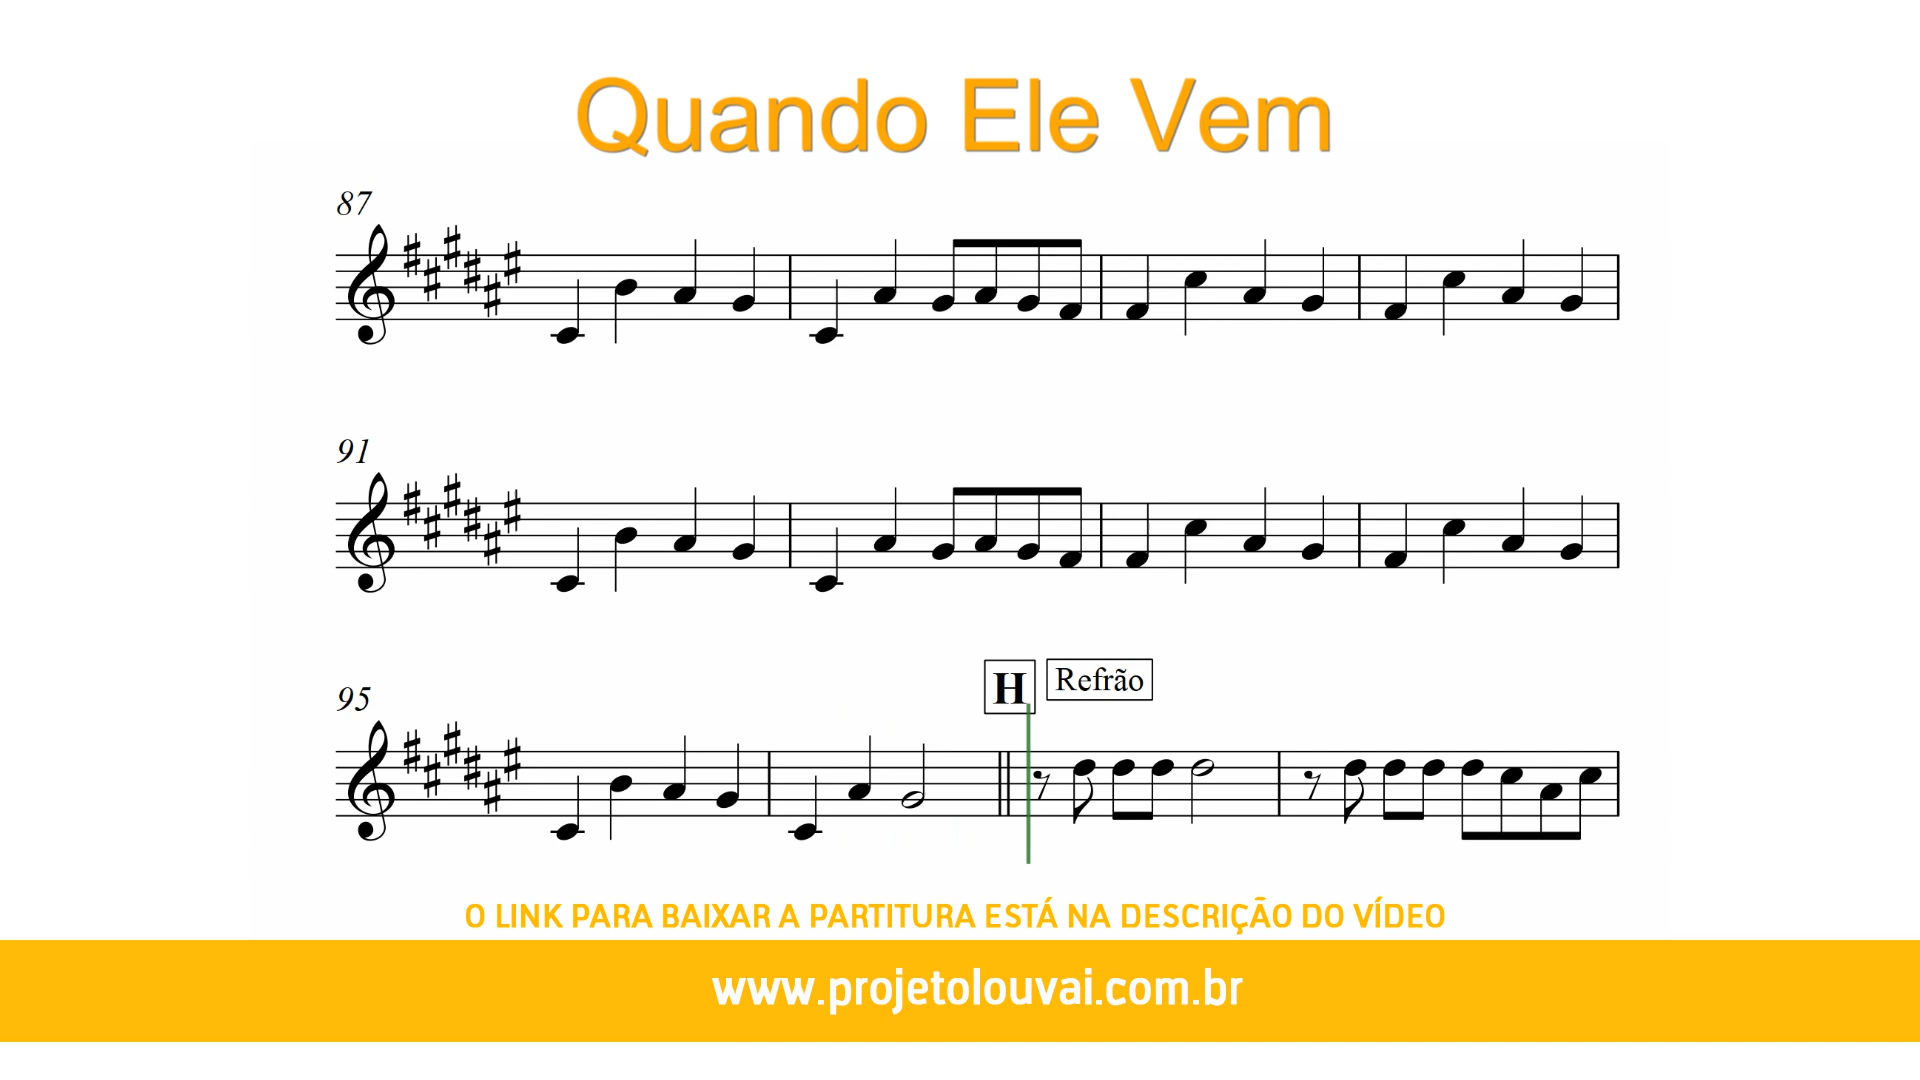 Quando Ele Vem
87
91
H Refrão
95
O LINK PARA BAIXAR A PARTITURA ESTÁ NA DESCRIÇÃO DO VÍDEO
www.projetolouvai.com.br